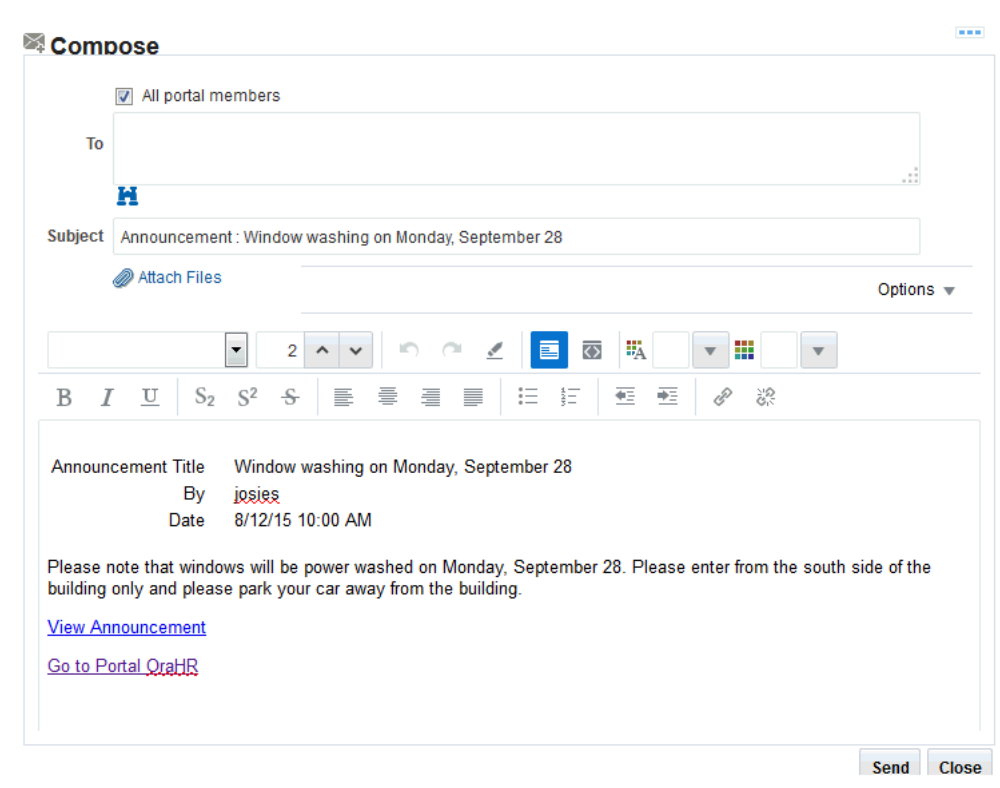 Compose
All portal members
To
Subject Announcement : Window washing on Monday, September 28
Attach Files
Options
2
A
B I U S2 S2 S
Announcement Title Window washing on Monday, September 28
By josies
Date 8/12/15 10:00 AM
Please note that windows will be power washed on Monday, September 28. Please enter from the south side of the
building only and please park your car away from the building.
View Announcement
Go to Portal OraHR
Send Close